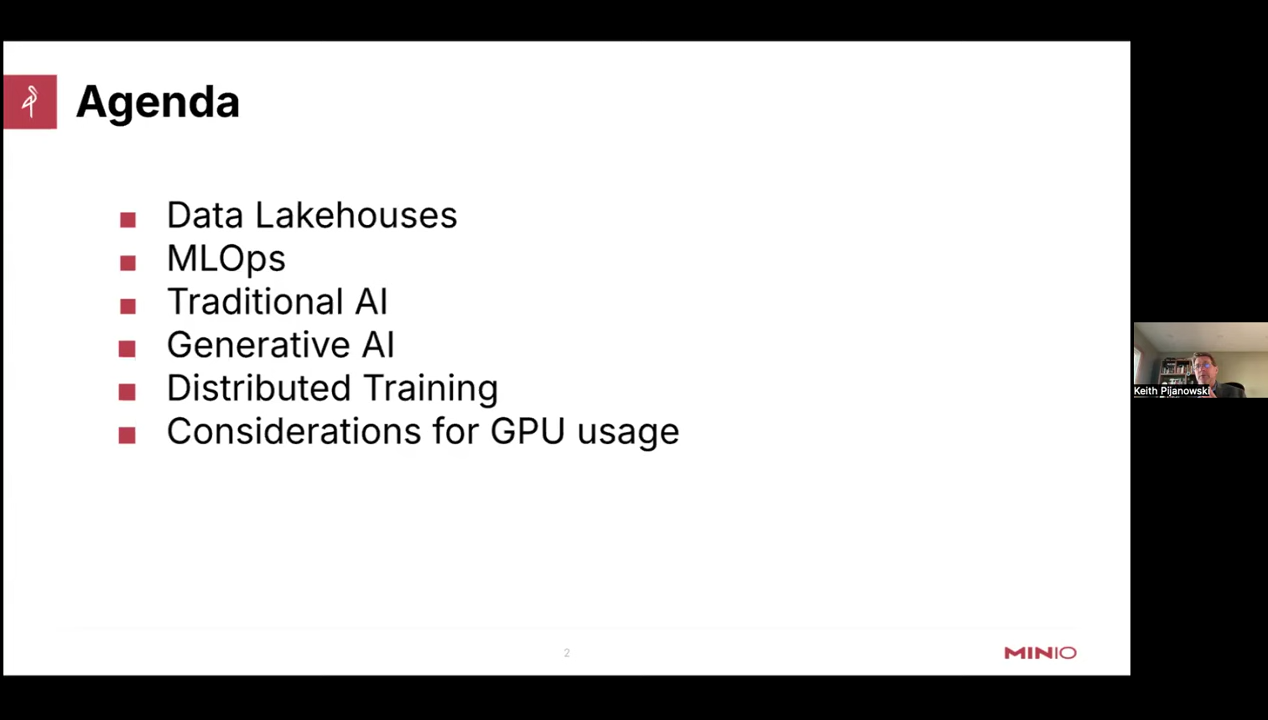 Agenda
Data Lakehouses
MLOps
Traditional AI
Generative AI
Distributed Training
Considerations for GPU usage
2
MINIO
Keith Pijanowski